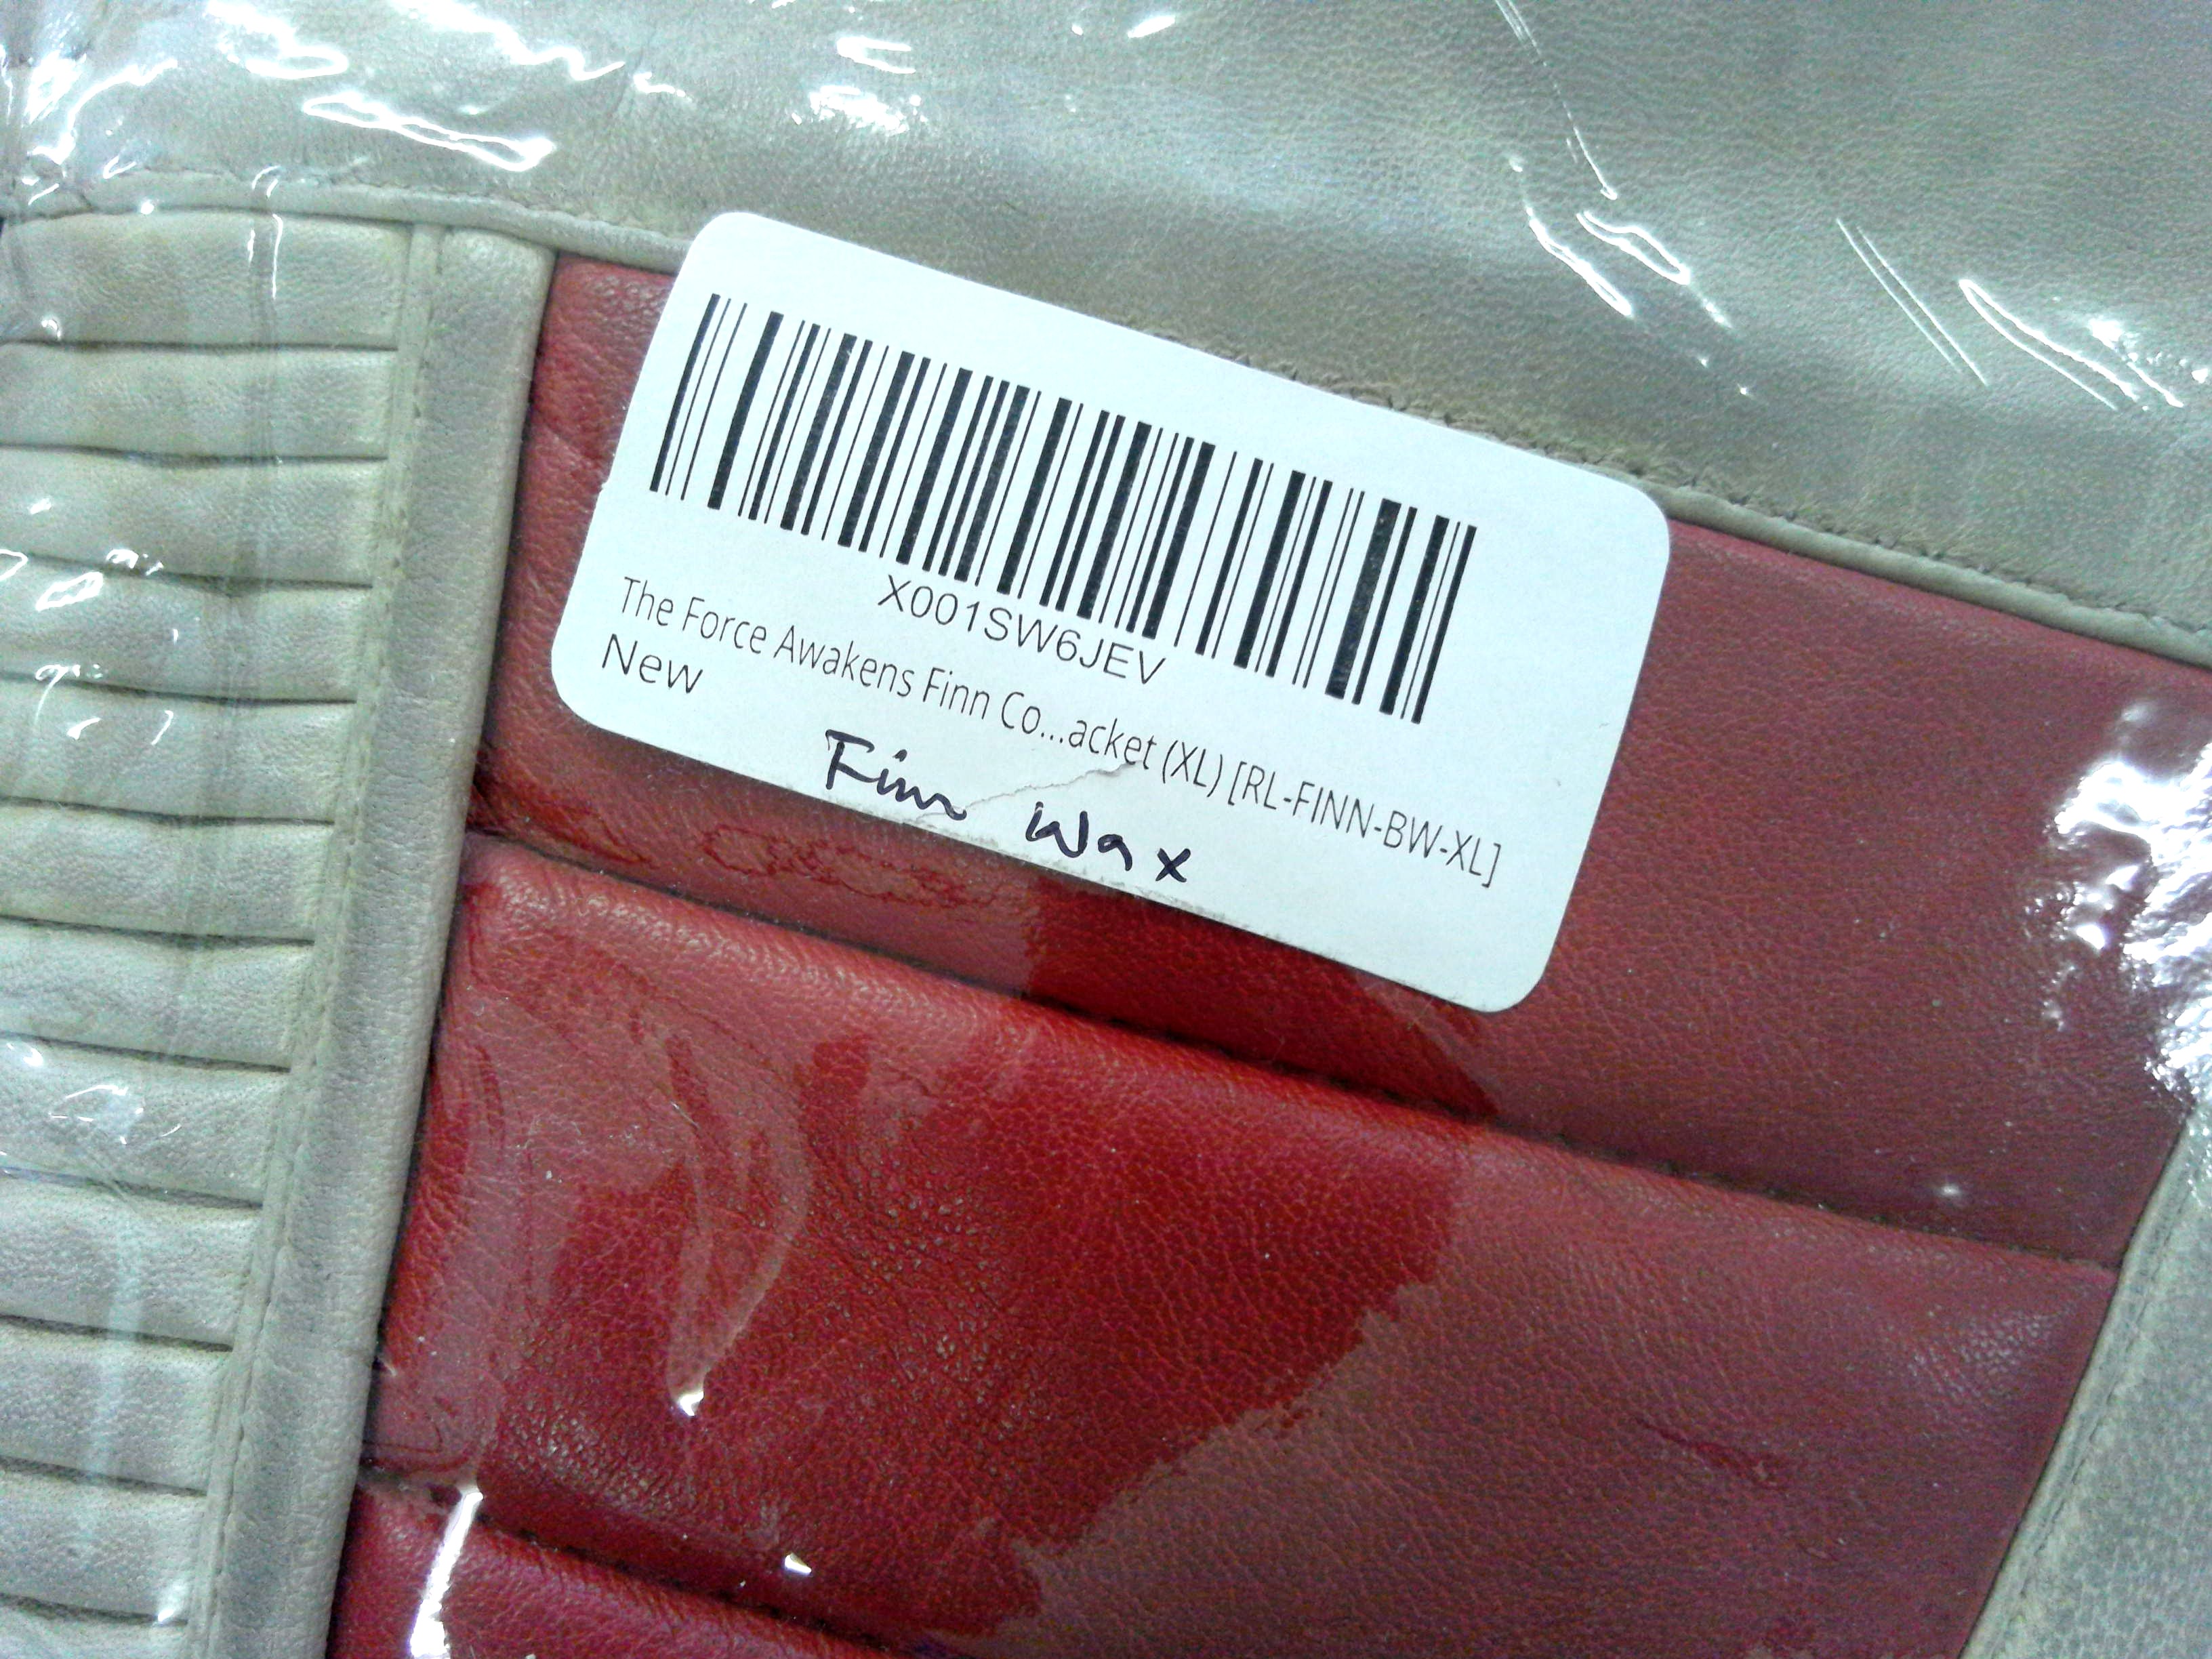 X001SW6JEV
The Force Awakens Finn Co...acket (XL) [RL-FINN-BW-XL]
New
Finn Wax